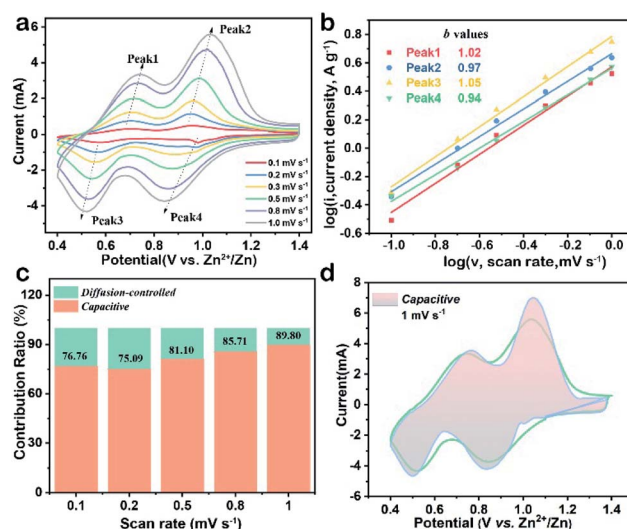 a
6
4
2
0
-2
-4
-6
Current (mA)
Peak1
Peak2
Peak3
Peak4
0.1 mV s⁻¹
0.2 mV s⁻¹
0.3 mV s⁻¹
0.5 mV s⁻¹
0.8 mV s⁻¹
1.0 mV s⁻¹
0.4 0.6 0.8 1.0 1.2 1.4
Potential(V vs. Zn²⁺/Zn)
b
0.8
0.6
0.4
0.2
0.0
-0.2
-0.4
-0.6
log(i,current density, A g⁻¹)
b values
Peak1 1.02
Peak2 0.97
Peak3 1.05
Peak4 0.94
-1.0 -0.8 -0.6 -0.4 -0.2 0.0
log(v, scan rate,mV s⁻¹)
c
120
90
60
30
0
Contribution Ratio (%)
Diffusion-controlled
Capacitive
76.76 75.09 81.10 85.71 89.80
0.1 0.2 0.5 0.8 1
Scan rate (mV s⁻¹)
d
8
6
4
2
0
-2
-4
-6
Current(mA)
Capacitive
1 mV s⁻¹
0.4 0.6 0.8 1.0 1.2 1.4
Potential (V vs. Zn²⁺/Zn)